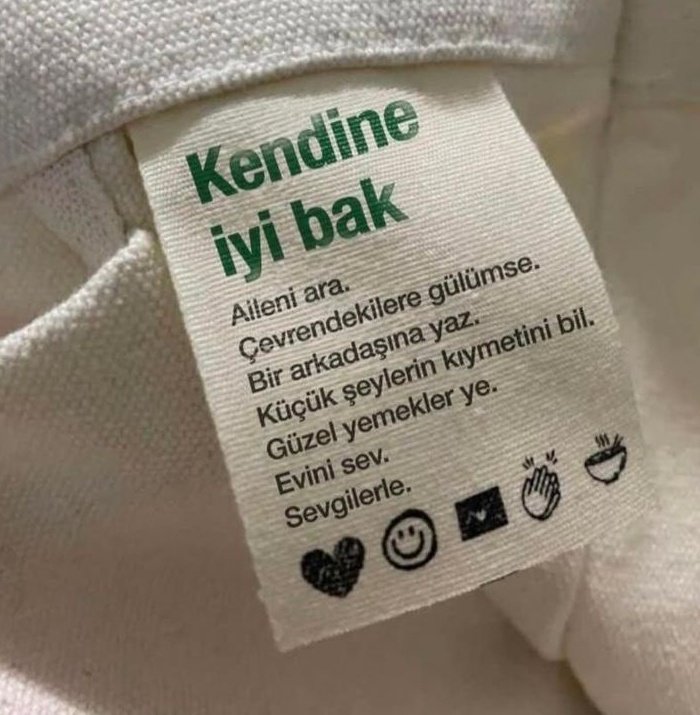 Kendine
iyi bak
Aileni ara.
Çevrendekilere gülümse.
Bir arkadaşına yaz.
Küçük şeylerin kıymetini bil.
Güzel yemekler ye.
Evini sev.
Sevgilerle.